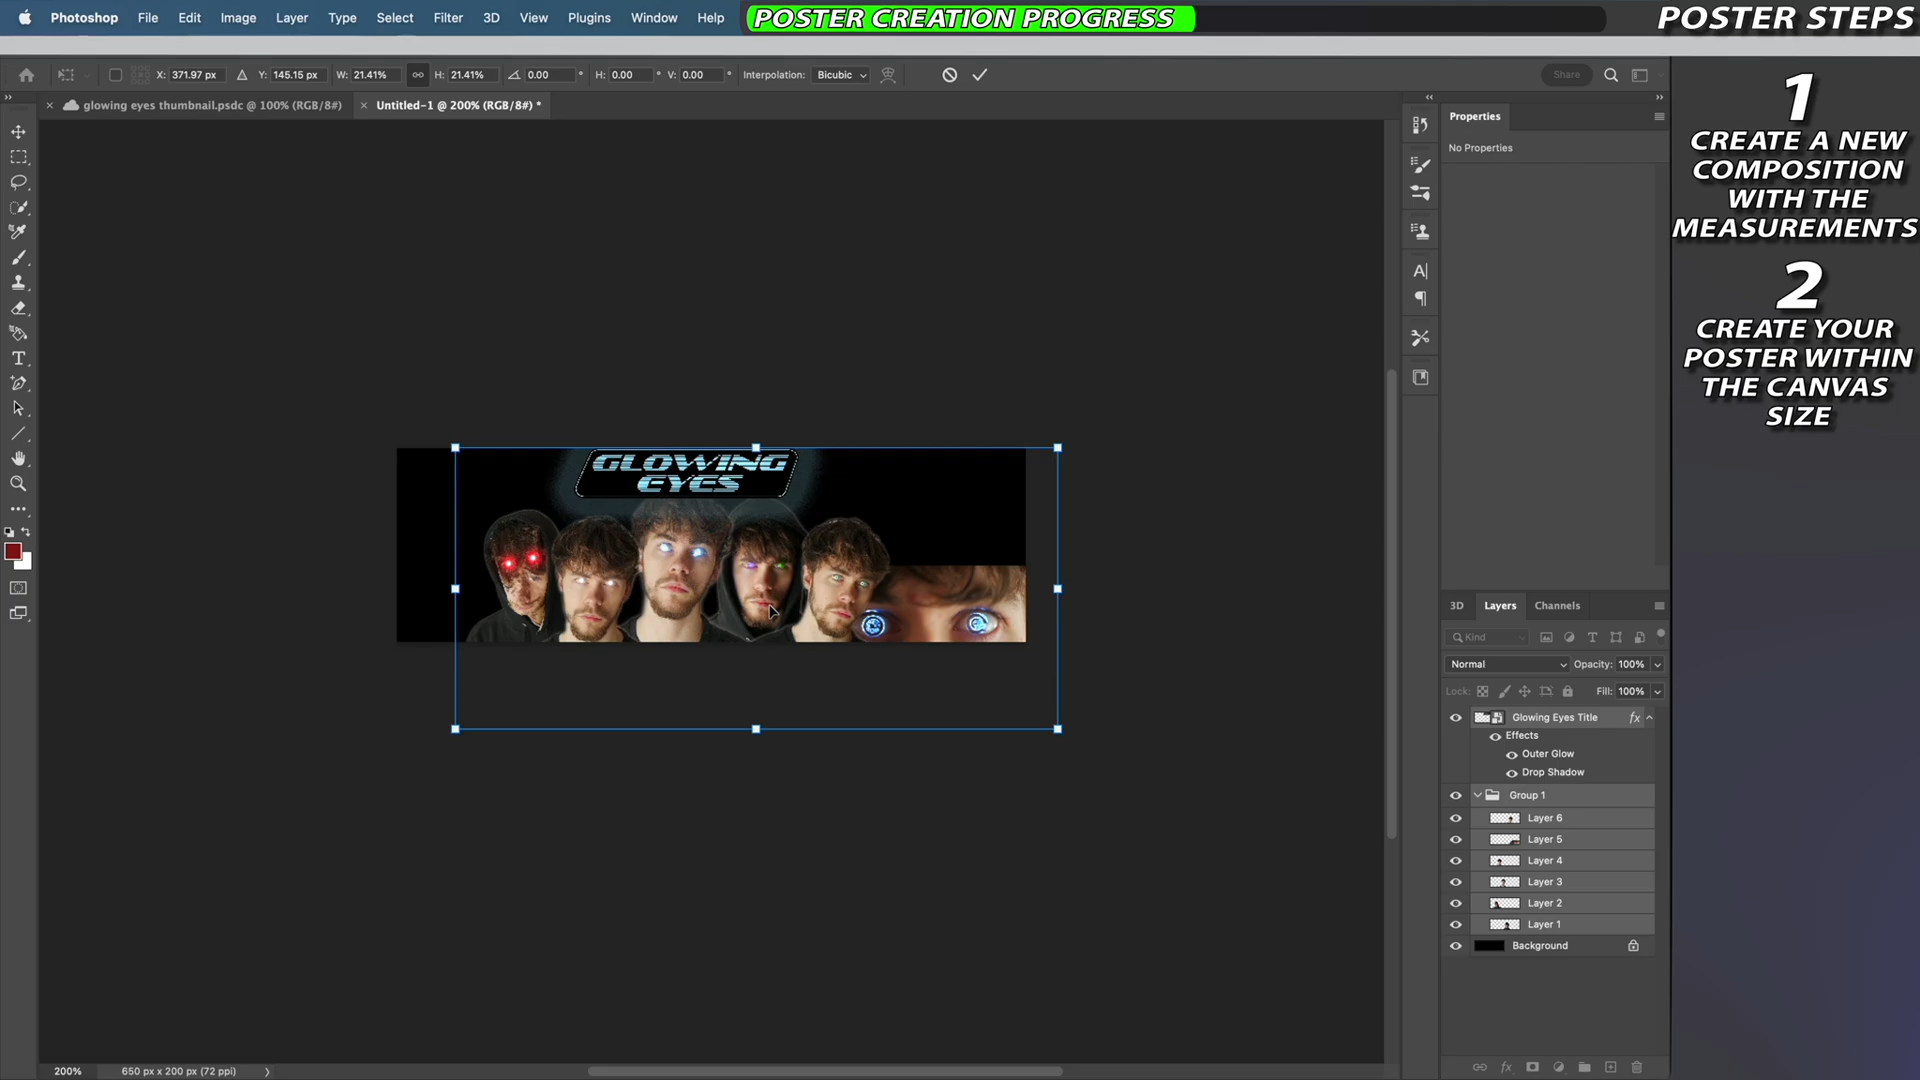 Photoshop File Edit Image Layer Type Select Filter 3D View Plugins Window Help
POSTER CREATION PROGRESS
POSTER STEPS
X: 371.97 px Y: 145.15 px W: 21.41% H: 21.41% 0.00 ° H: 0.00 ° V: 0.00 ° Interpolation: Bicubic Share
glowing eyes thumbnail.psdc @ 100% (RGB/8#) Untitled-1 @ 200% (RGB/8#) *
Properties
No Properties
1
CREATE A NEW
COMPOSITION
WITH THE
MEASUREMENTS
2
CREATE YOUR
POSTER WITHIN
THE CANVAS
SIZE
GLOWING
EYES
3D Layers Channels
Kind
Normal Opacity: 100%
Lock: Fill: 100%
Glowing Eyes Title fx
Effects
Outer Glow
Drop Shadow
Group 1
Layer 6
Layer 5
Layer 4
Layer 3
Layer 2
Layer 1
Background
200% 650 px x 200 px (72 ppi)
fx